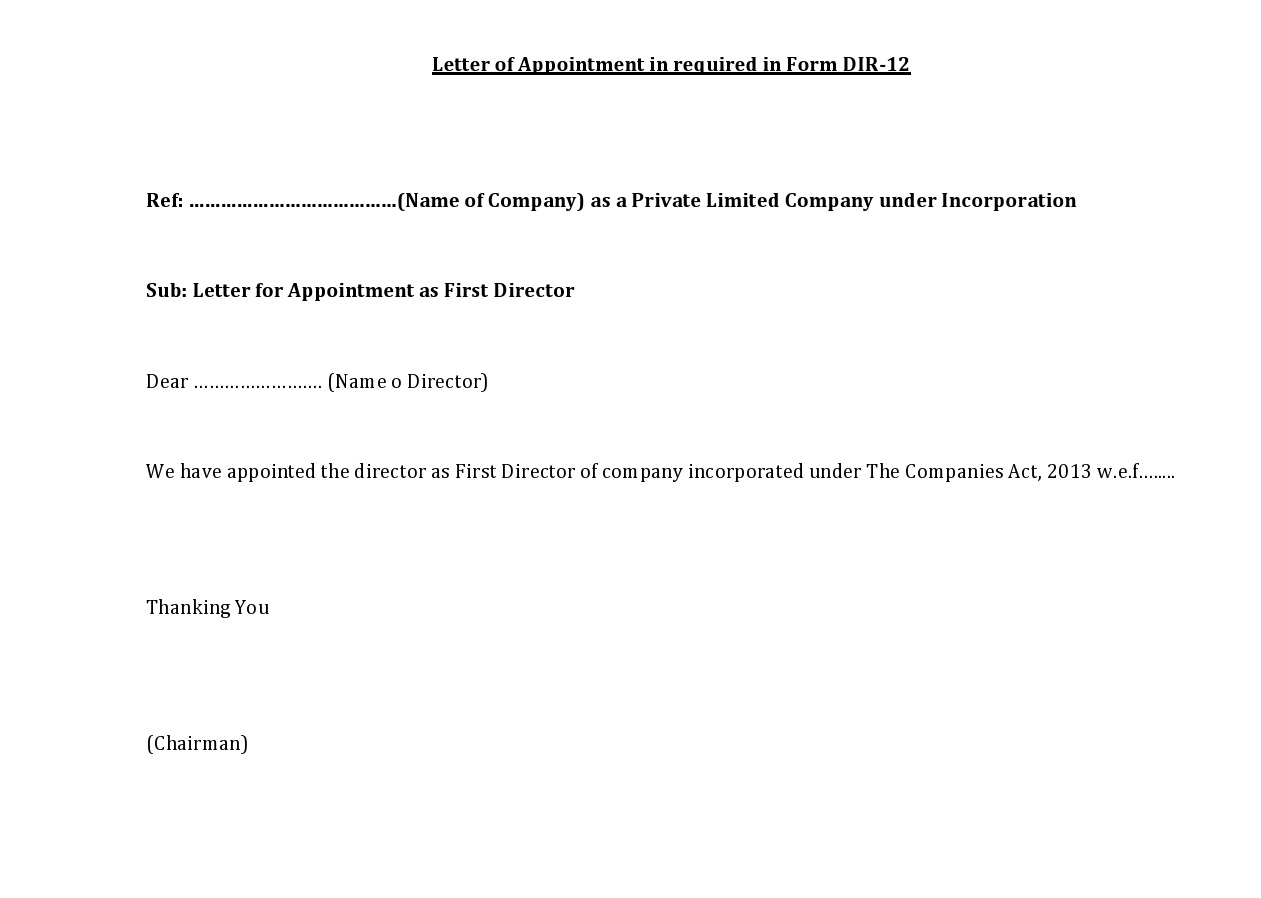 Letter of Appointment in required in Form DIR-12
Ref: …………………………………(Name of Company) as a Private Limited Company under Incorporation
Sub: Letter for Appointment as First Director
Dear …………………… (Name o Director)
We have appointed the director as First Director of company incorporated under The Companies Act, 2013 w.e.f……..
Thanking You
(Chairman)